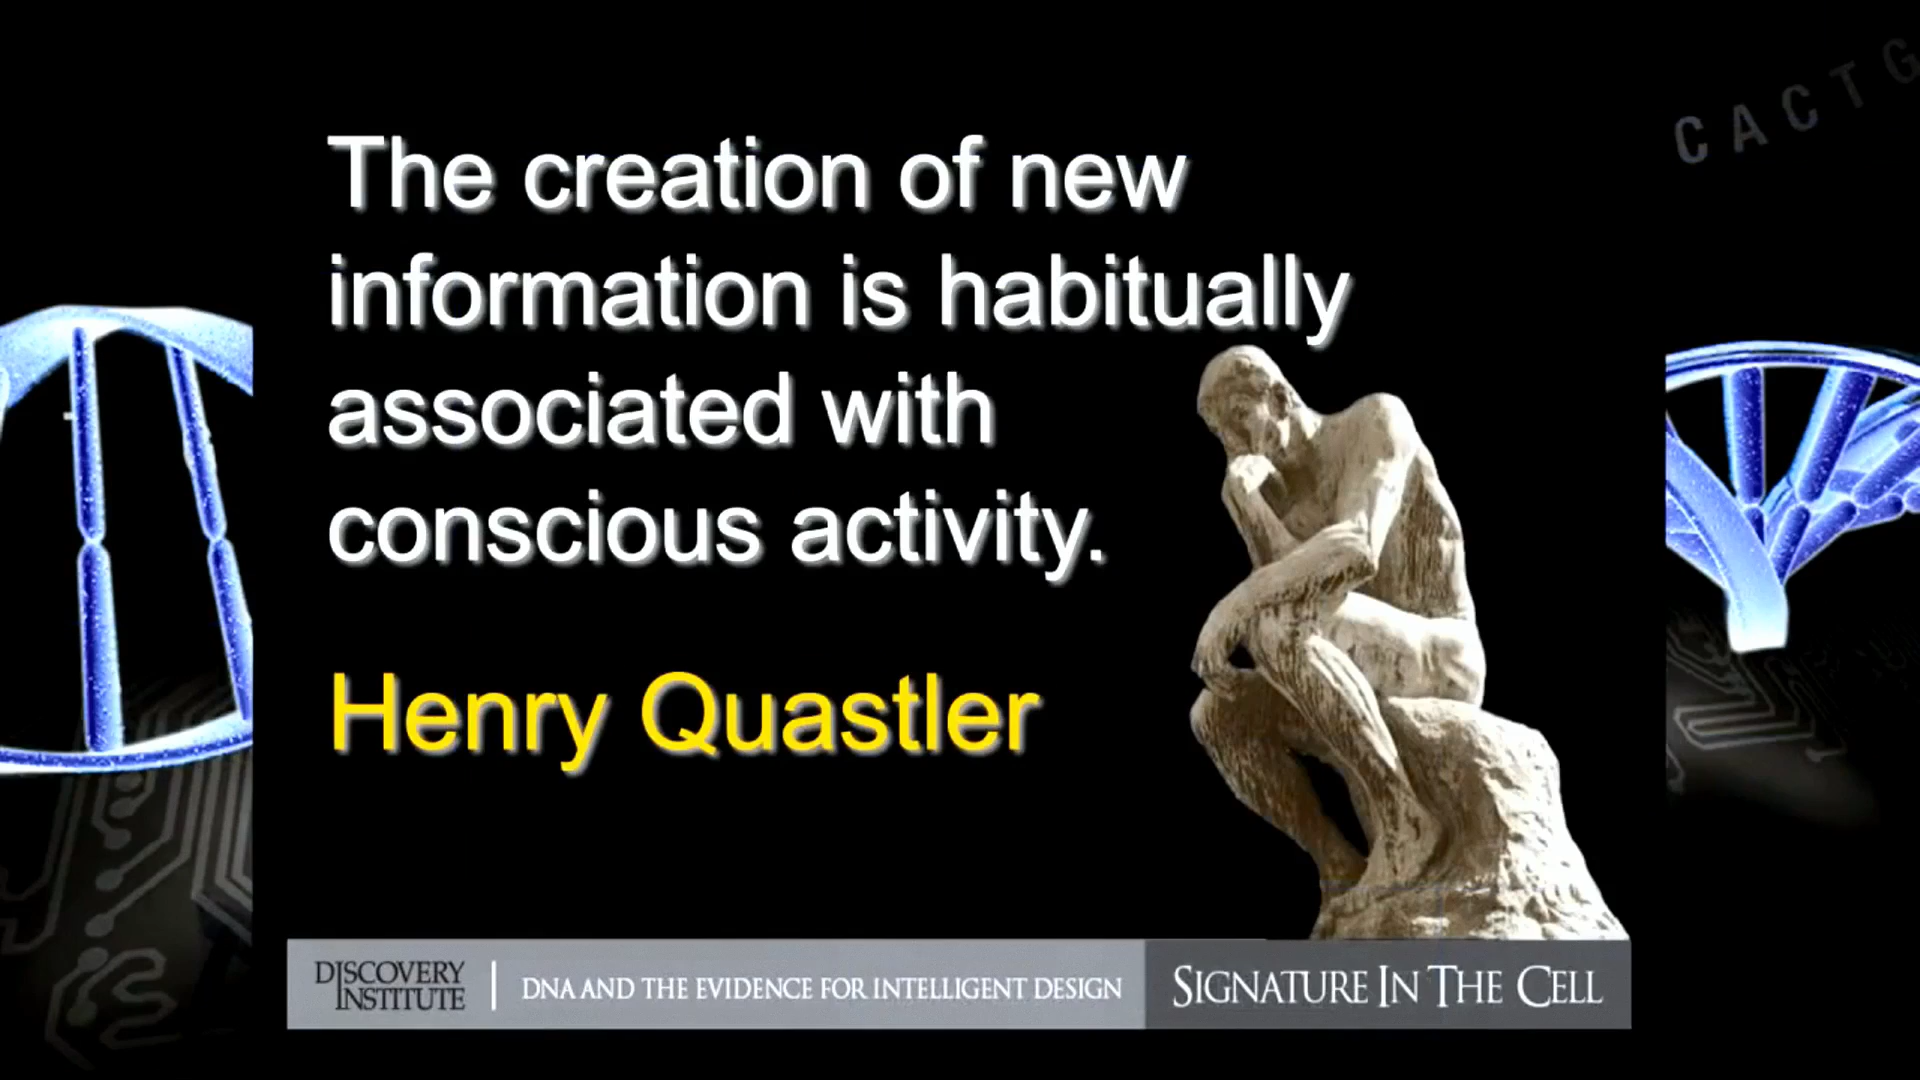 CACTG
The creation of new
information is habitually
associated with
conscious activity.
Henry Quastler
DISCOVERY
INSTITUTE
DNA AND THE EVIDENCE FOR INTELLIGENT DESIGN
SIGNATURE IN THE CELL